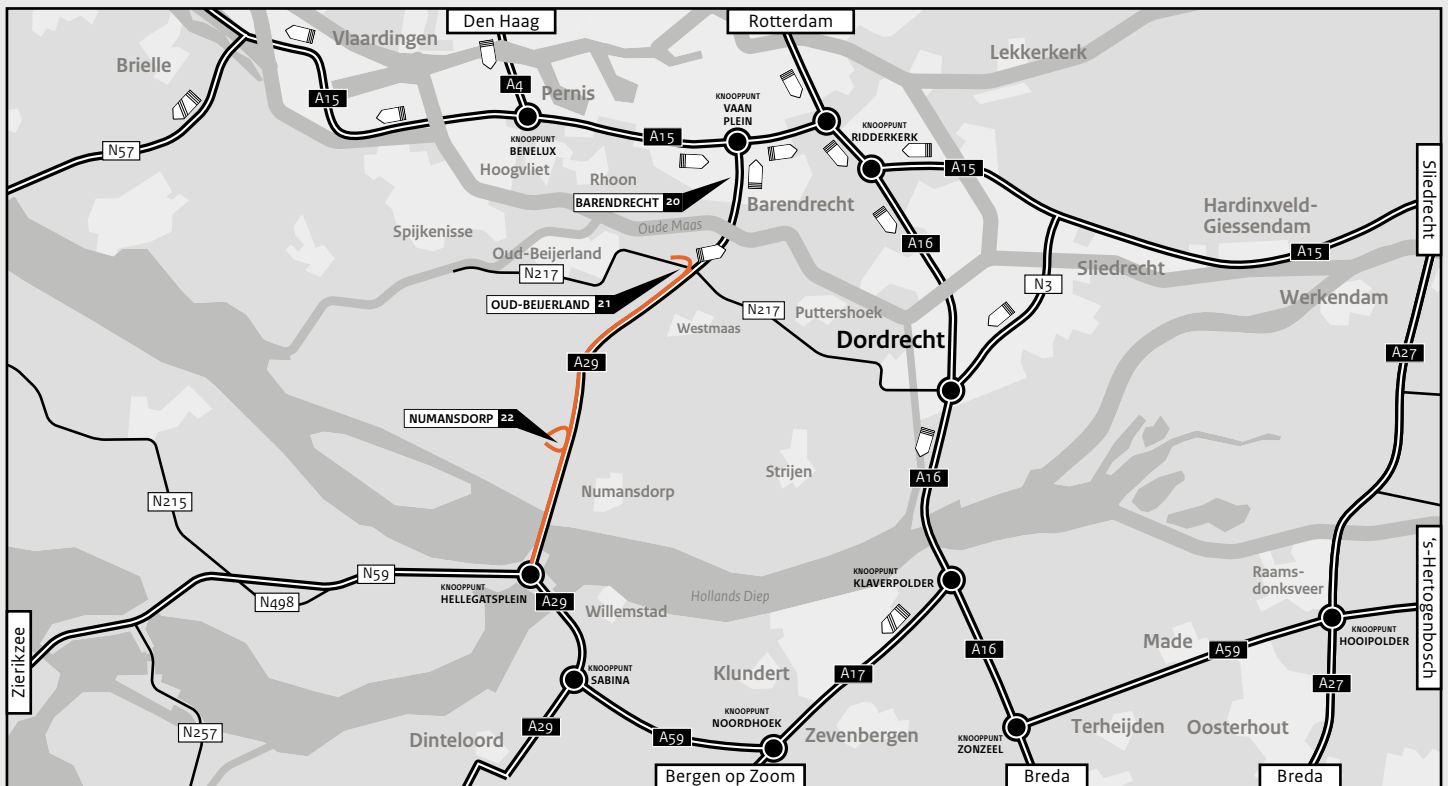 Den Haag
Rotterdam
Vlaardingen
Lekkerkerk
Brielle
A4
Pernis
A15
KNOOPPUNT
VAAN
PLEIN
KNOOPPUNT
RIDDERKERK
KNOOPPUNT
BENELUX
A15
N57
Hoogvliet
Rhoon
A15
Sliedrecht
BARENDRECHT 20
Barendrecht
Hardinxveld-
Giessendam
Spijkenisse
Oude Maas
A16
A15
Oud-Beijerland
N217
Sliedrecht
N3
Werkendam
OUD-BEIJERLAND 21
N217
Puttershoek
Westmaas
Dordrecht
A27
A29
NUMANSDORP 22
Strijen
A16
Numansdorp
N215
's-Hertogenbosch
N59
KNOOPPUNT
HELLEGATSPLEIN
A29
N498
Willemstad
Hollands Diep
KNOOPPUNT
KLAVERPOLDER
Raams-
donksveer
KNOOPPUNT
HOOIPOLDER
Zierikzee
A16
Made
A59
KNOOPPUNT
SABINA
Klundert
A17
A27
KNOOPPUNT
NOORDHOEK
N257
A29
Dinteloord
A59
Zevenbergen
KNOOPPUNT
ZONZEEL
Terheijden
Oosterhout
Bergen op Zoom
Breda
Breda